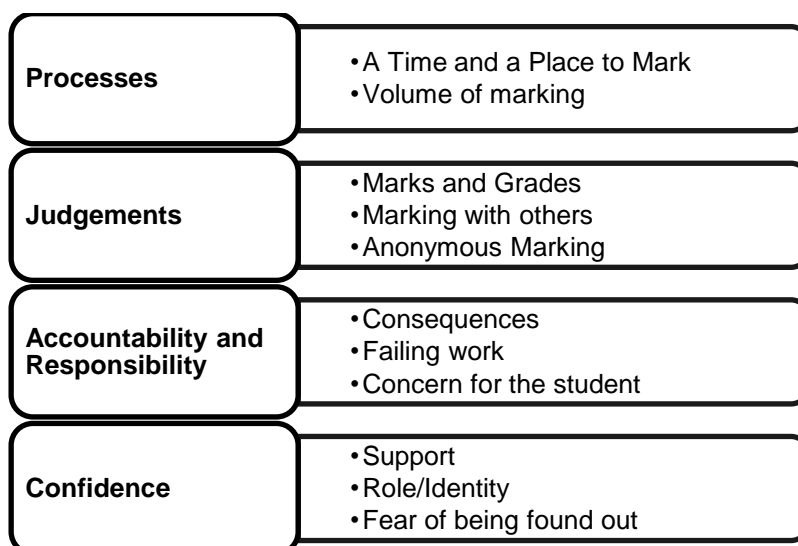 Processes
•A Time and a Place to Mark
•Volume of marking
Judgements
•Marks and Grades
•Marking with others
•Anonymous Marking
Accountability and
Responsibility
•Consequences
•Failing work
•Concern for the student
Confidence
•Support
•Role/Identity
•Fear of being found out